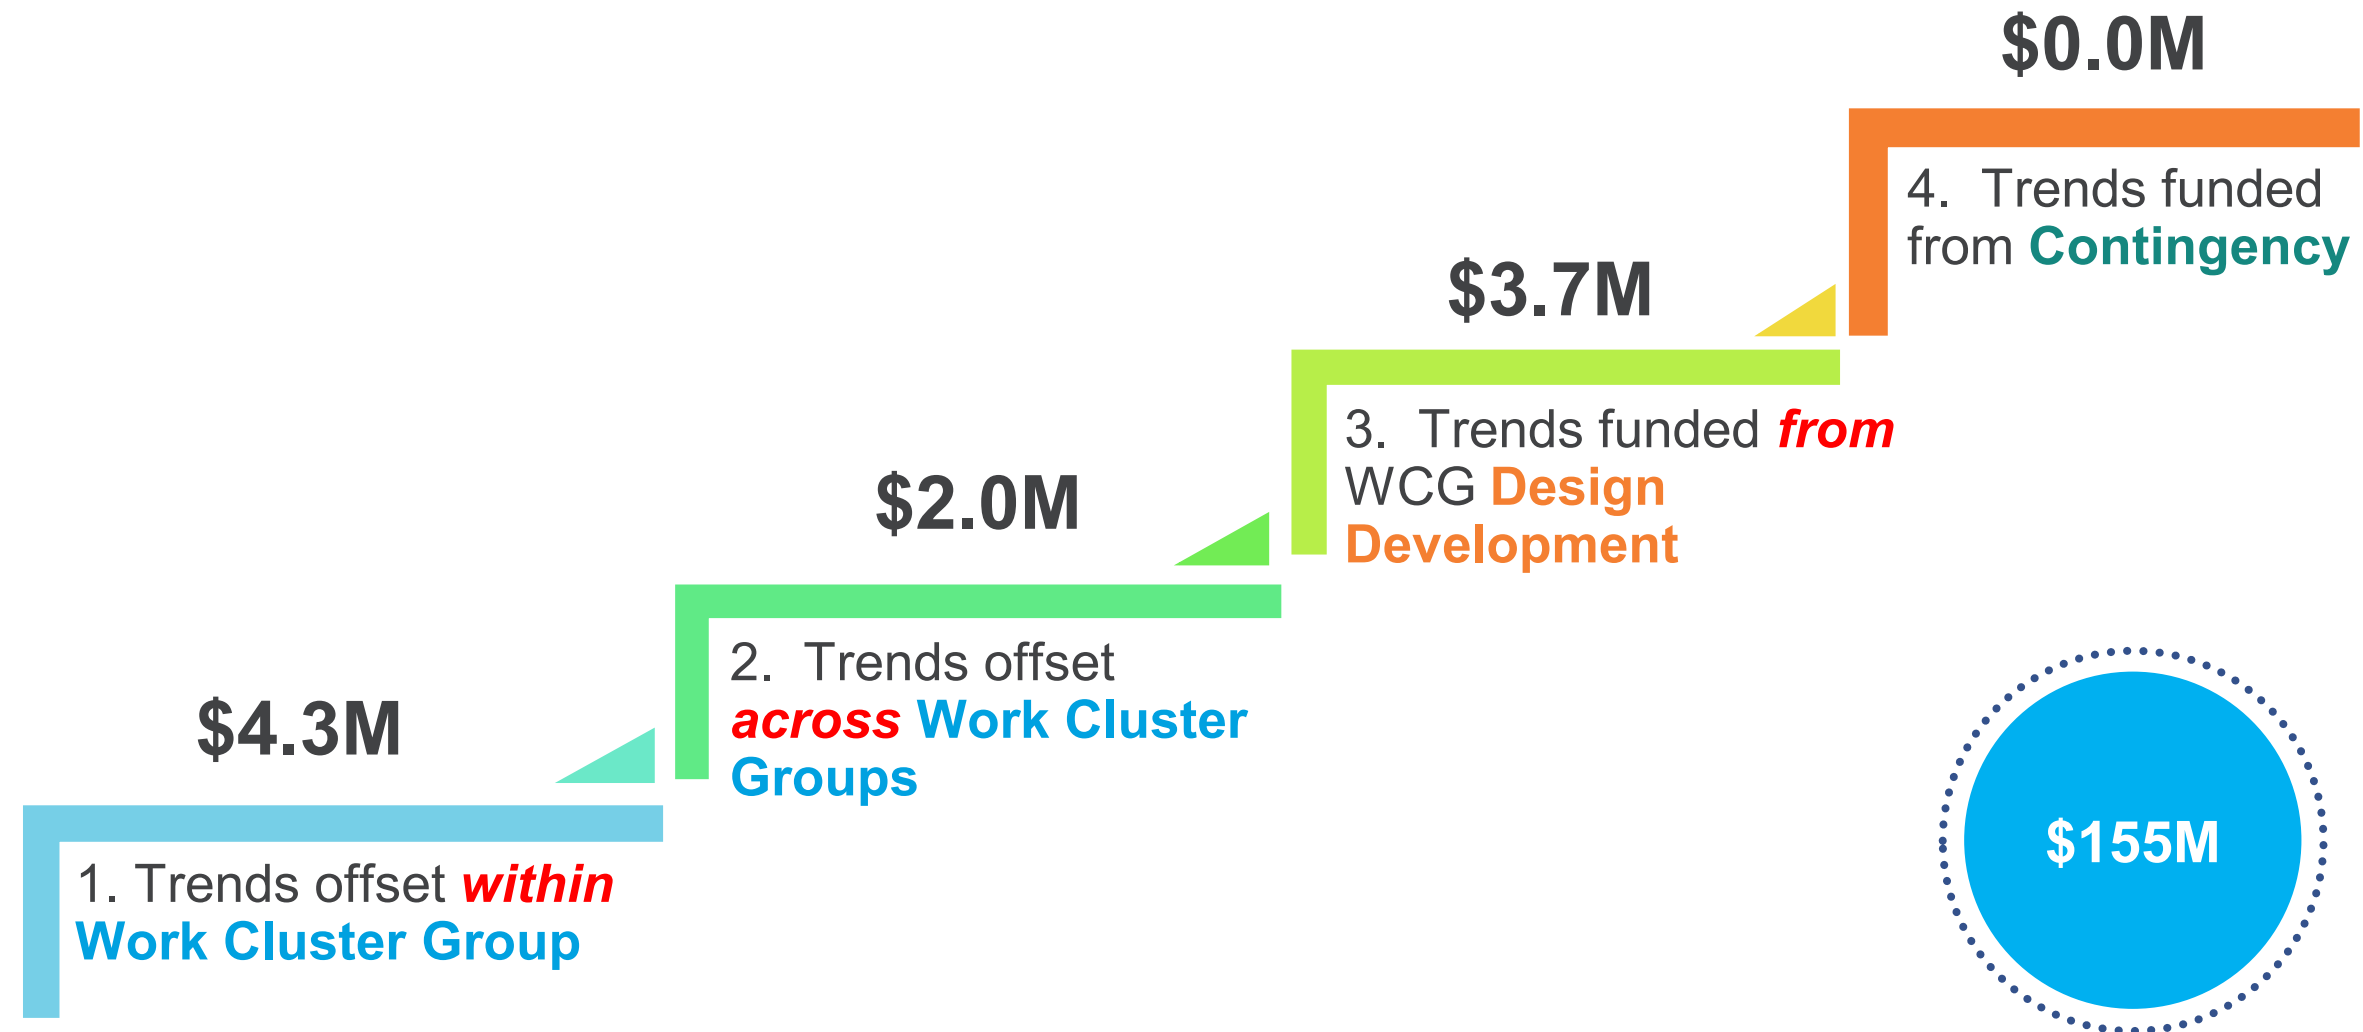 $0.0M
4. Trends funded
from Contingency
$3.7M
3. Trends funded from
WCG Design
Development
$2.0M
2. Trends offset
across Work Cluster
Groups
$4.3M
1. Trends offset within
Work Cluster Group
$155M